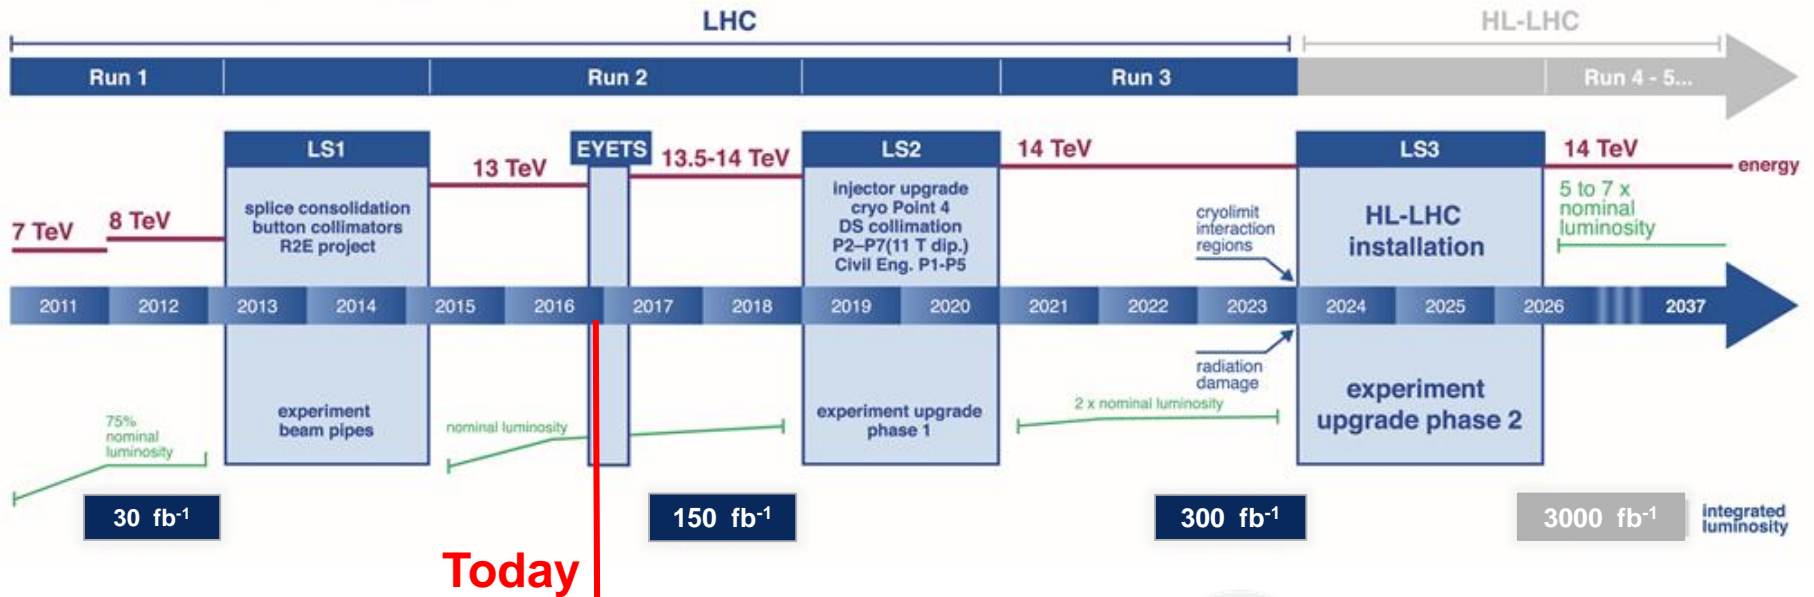 LHC
HL-LHC
Run 1
Run 2
Run 3
Run 4 - 5...
LS1
EYETS
LS2
LS3
7 TeV
8 TeV
13 TeV
13.5-14 TeV
14 TeV
14 TeV
energy
splice consolidation
button collimators
R2E project
injector upgrade
cryo Point 4
DS collimation
P2–P7(11 T dip.)
Civil Eng. P1-P5
cryolimit
interaction
regions
HL-LHC
installation
5 to 7 x
nominal
luminosity
2011
2012
2013
2014
2015
2016
2017
2018
2019
2020
2021
2022
2023
2024
2025
2026
2037
75%
nominal
luminosity
experiment
beam pipes
nominal luminosity
experiment upgrade
phase 1
2 x nominal luminosity
radiation
damage
experiment
upgrade phase 2
30 fb-1
150 fb-1
300 fb-1
3000 fb-1
integrated
luminosity
Today